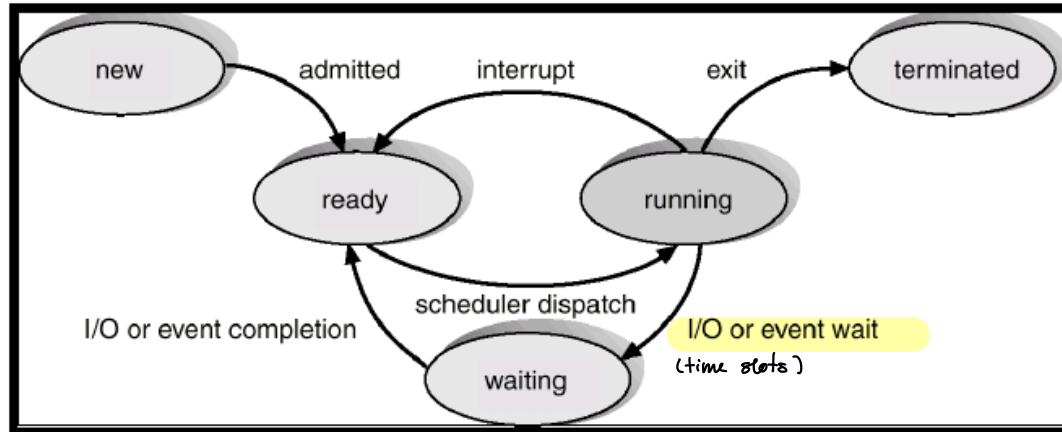 new
admitted
interrupt
exit
terminated
ready
running
scheduler dispatch
I/O or event completion
I/O or event wait
(time slots)
waiting